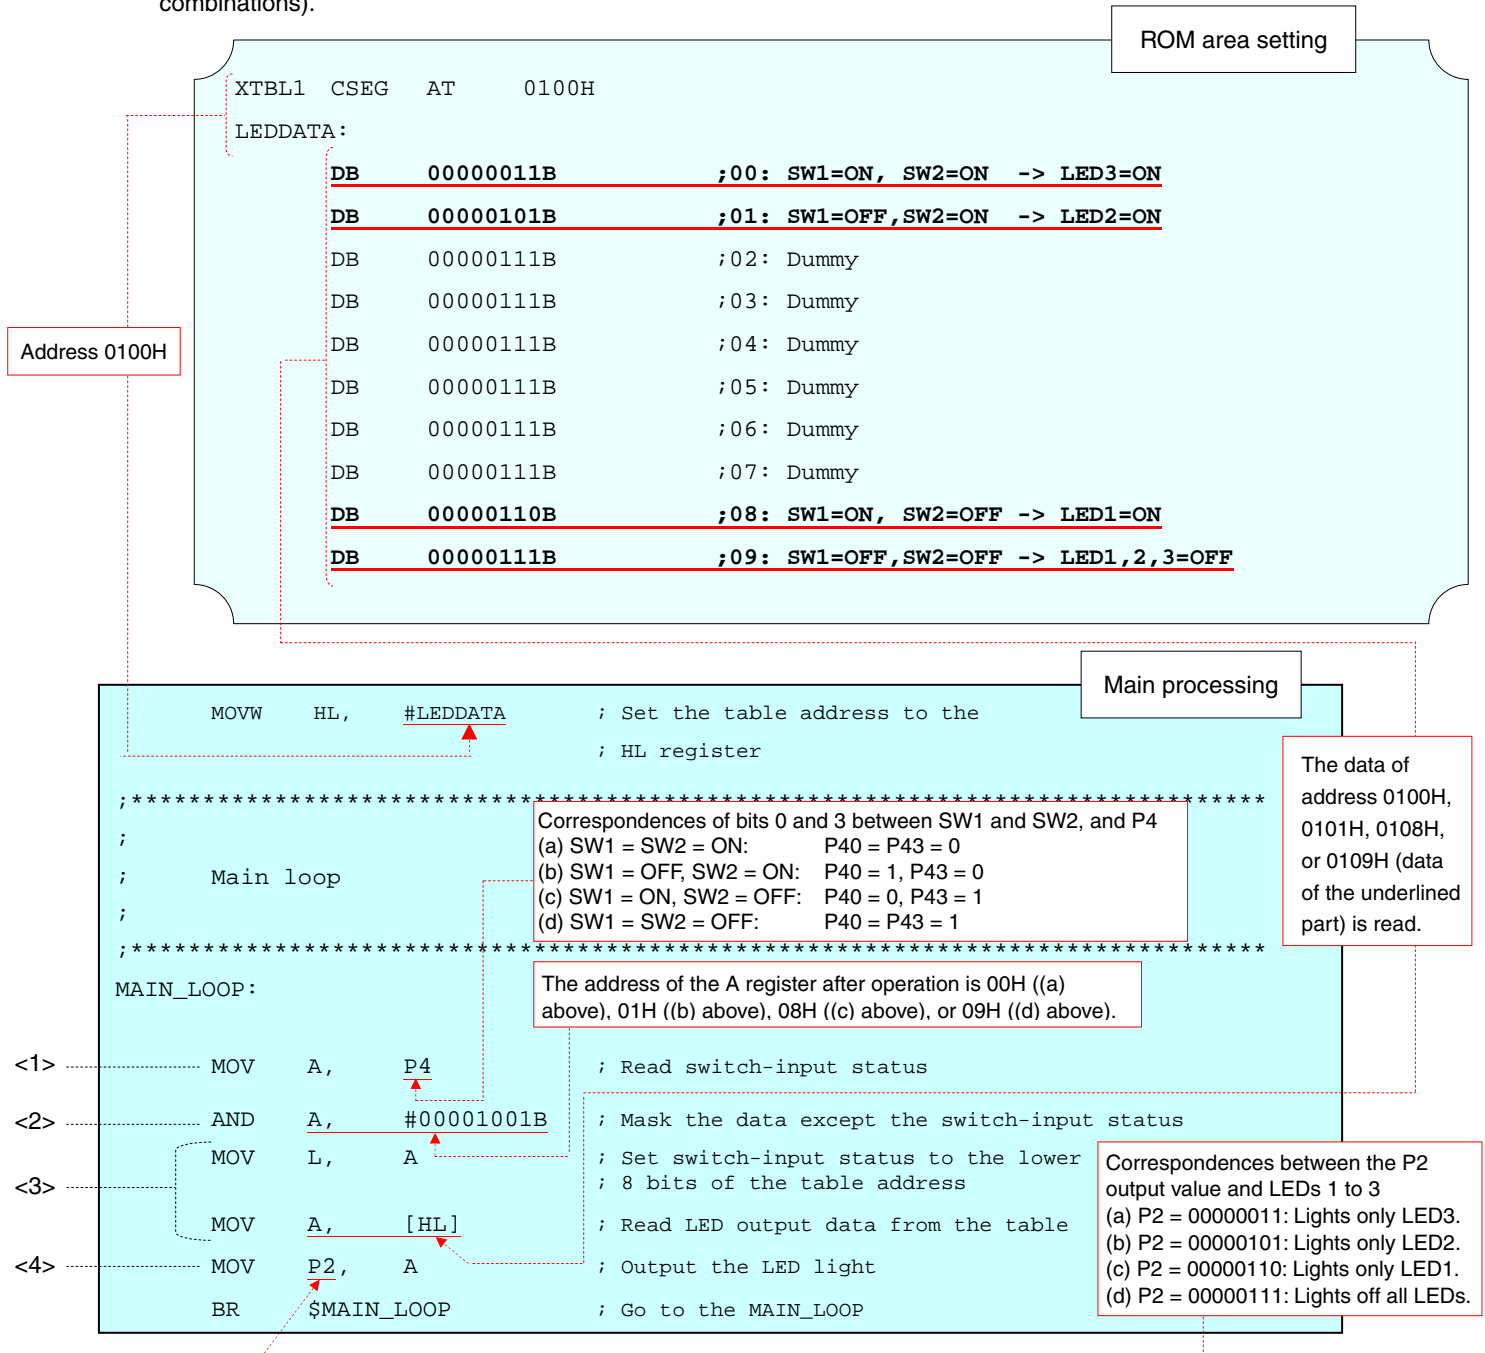 combinations).
ROM area setting
XTBL1 CSEG AT 0100H
LEDDATA:
DB 00000011B ;00: SW1=ON, SW2=ON -> LED3=ON
DB 00000101B ;01: SW1=OFF,SW2=ON -> LED2=ON
DB 00000111B ;02: Dummy
DB 00000111B ;03: Dummy
DB 00000111B ;04: Dummy
DB 00000111B ;05: Dummy
DB 00000111B ;06: Dummy
DB 00000111B ;07: Dummy
DB 00000110B ;08: SW1=ON, SW2=OFF -> LED1=ON
DB 00000111B ;09: SW1=OFF,SW2=OFF -> LED1,2,3=OFF
Address 0100H
Main processing
MOVW HL, #LEDDATA ; Set the table address to the
; HL register
The data of
address 0100H,
0101H, 0108H,
or 0109H (data
of the underlined
part) is read.
;*******************************************************************************
;
; Main loop
;
;*******************************************************************************
Correspondences of bits 0 and 3 between SW1 and SW2, and P4
(a) SW1 = SW2 = ON: P40 = P43 = 0
(b) SW1 = OFF, SW2 = ON: P40 = 1, P43 = 0
(c) SW1 = ON, SW2 = OFF: P40 = 0, P43 = 1
(d) SW1 = SW2 = OFF: P40 = P43 = 1
MAIN_LOOP:
The address of the A register after operation is 00H ((a)
above), 01H ((b) above), 08H ((c) above), or 09H ((d) above).
<1> MOV A, P4 ; Read switch-input status
<2> AND A, #00001001B ; Mask the data except the switch-input status
MOV L, A ; Set switch-input status to the lower
<3> ; 8 bits of the table address
MOV A, [HL] ; Read LED output data from the table
<4> MOV P2, A ; Output the LED light
BR $MAIN_LOOP ; Go to the MAIN_LOOP
Correspondences between the P2
output value and LEDs 1 to 3
(a) P2 = 00000011: Lights only LED3.
(b) P2 = 00000101: Lights only LED2.
(c) P2 = 00000110: Lights only LED1.
(d) P2 = 00000111: Lights off all LEDs.